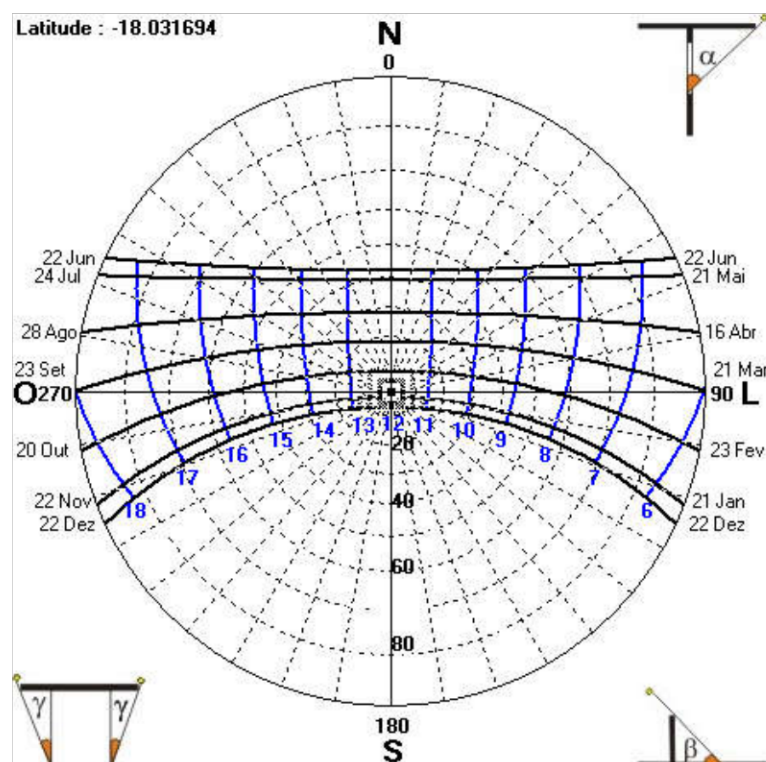 Latitude : -18.031694
N
0
α
22 Jun 22 Jun
24 Jul 21 Mai
28 Ago 16 Abr
23 Set 21 Mar
O 270 90 L
18 17 16 15 14 13 12 11 10 9 8 7 6
20 Out 23 Fev
20
22 Nov 21 Jan
22 Dez 22 Dez
40
60
80
180
S
γ γ
β